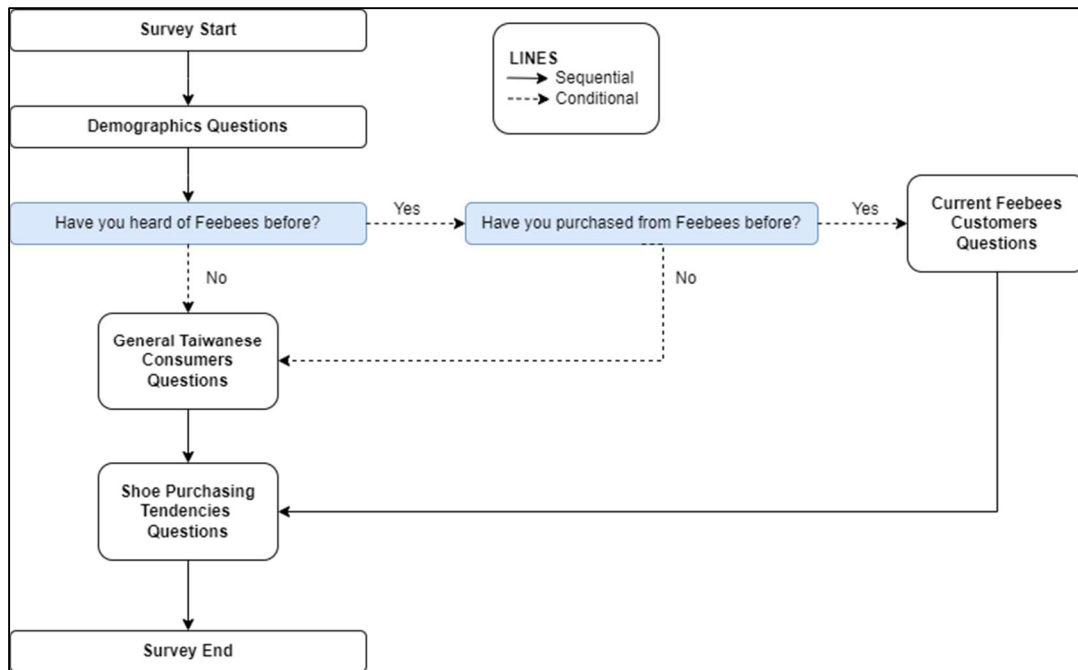 Survey Start
LINES
Sequential
Conditional
Demographics Questions
Have you heard of Feebees before?
Yes
Have you purchased from Feebees before?
Yes
Current Feebees
Customers
Questions
No
No
General Taiwanese
Consumers
Questions
Shoe Purchasing
Tendencies
Questions
Survey End